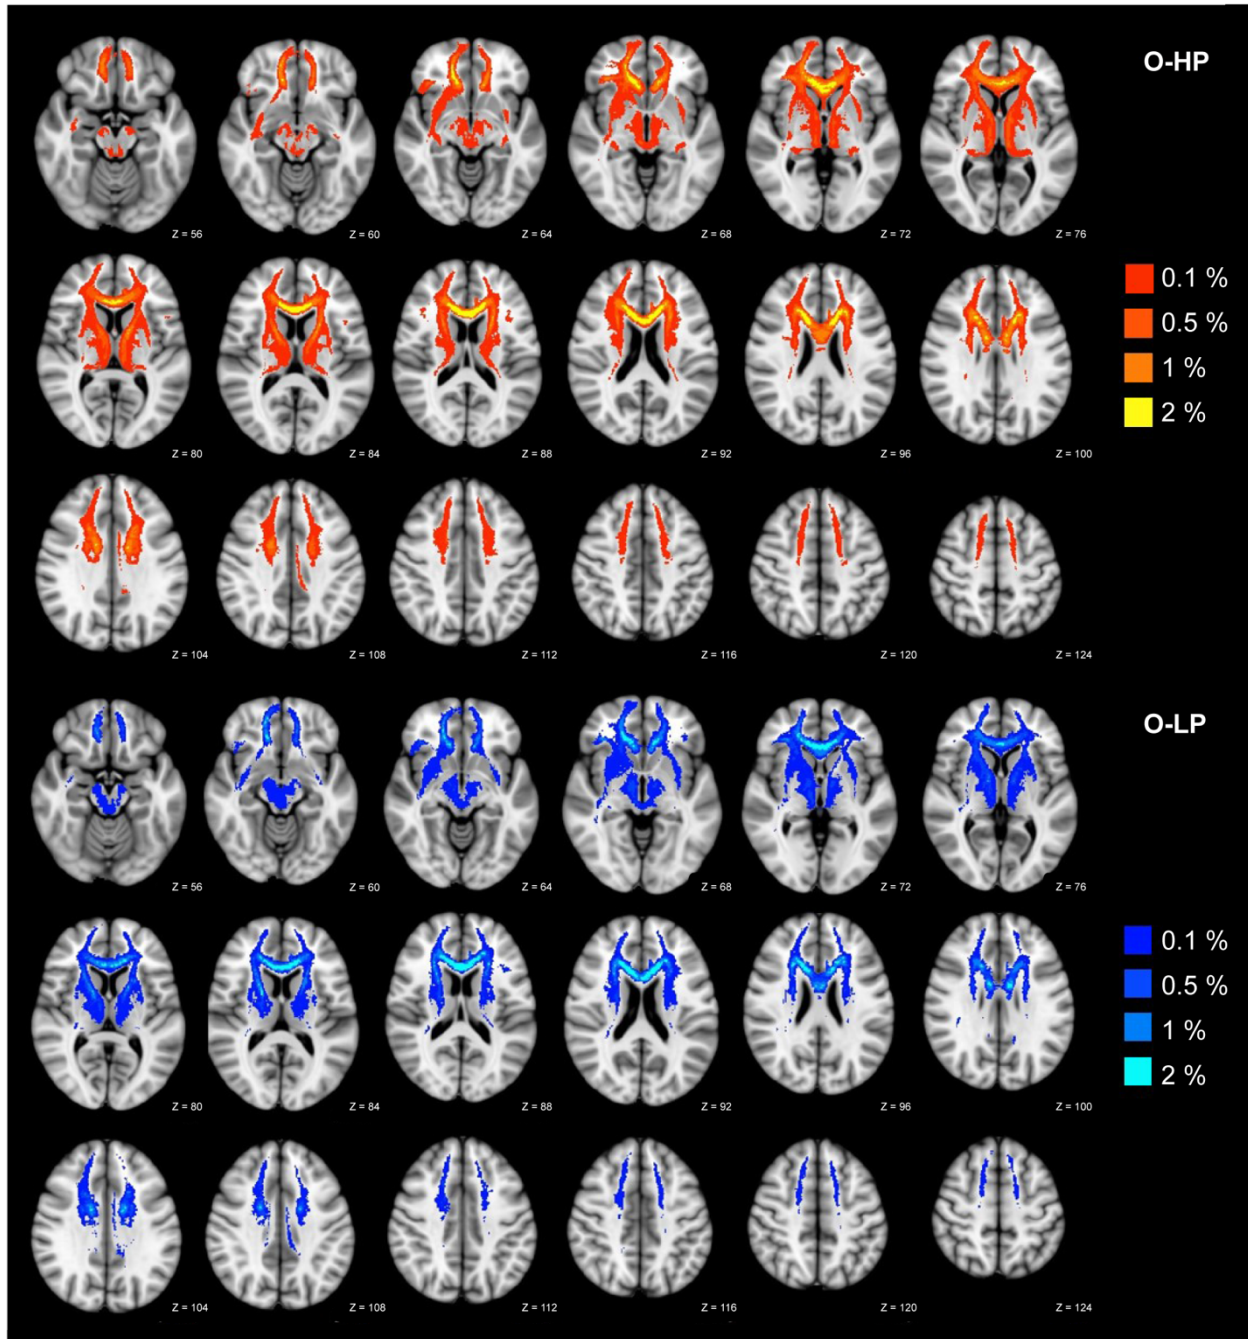 O-HP
Z = 56
Z = 60
Z = 64
Z = 68
Z = 72
Z = 76
0.1 %
0.5 %
1 %
2 %
Z = 80
Z = 84
Z = 88
Z = 92
Z = 96
Z = 100
Z = 104
Z = 108
Z = 112
Z = 116
Z = 120
Z = 124
O-LP
Z = 56
Z = 60
Z = 64
Z = 68
Z = 72
Z = 76
0.1 %
0.5 %
1 %
2 %
Z = 80
Z = 84
Z = 88
Z = 92
Z = 96
Z = 100
Z = 104
Z = 108
Z = 112
Z = 116
Z = 120
Z = 124